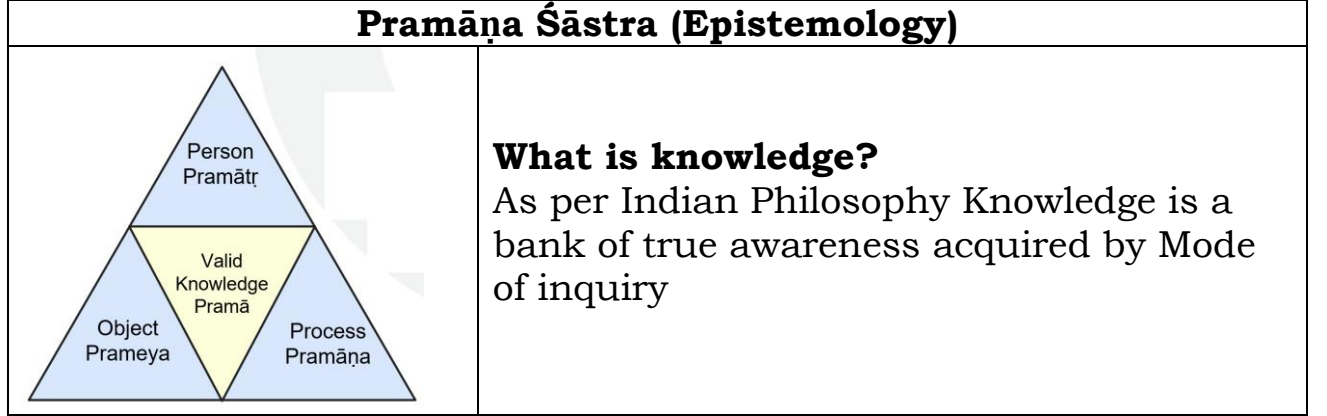 Pramāṇa Śāstra (Epistemology)
Person
Pramātṛ
Valid
Knowledge
Pramā
Object
Prameya
Process
Pramāṇa
What is knowledge?
As per Indian Philosophy Knowledge is a
bank of true awareness acquired by Mode
of inquiry